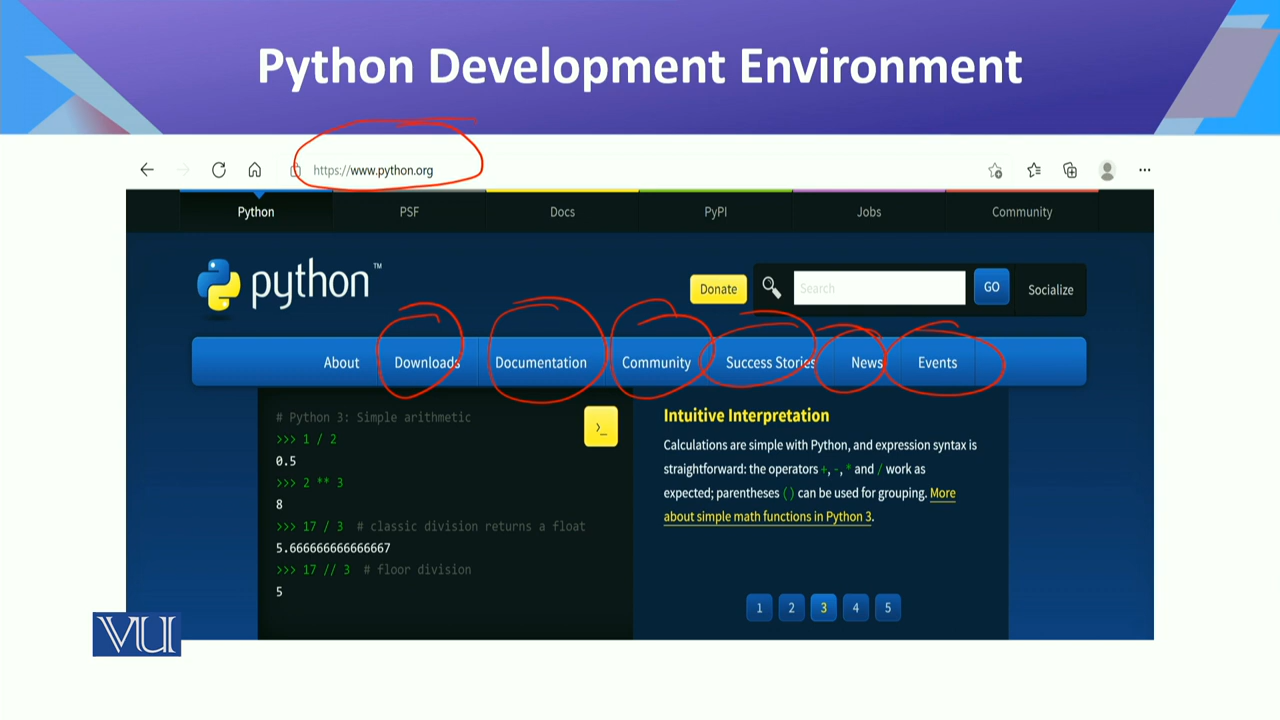 Python Development Environment
https://www.python.org
Python PSF Docs PyPI Jobs Community
python™
Donate Search GO Socialize
About Downloads Documentation Community Success Stories News Events
# Python 3: Simple arithmetic
>>> 1 / 2
0.5
>>> 2 ** 3
8
>>> 17 / 3 # classic division returns a float
5.666666666666667
>>> 17 // 3 # floor division
5
>_
Intuitive Interpretation
Calculations are simple with Python, and expression syntax is
straightforward: the operators +, -, * and / work as
expected; parentheses () can be used for grouping. More
about simple math functions in Python 3.
1 2 3 4 5
VU